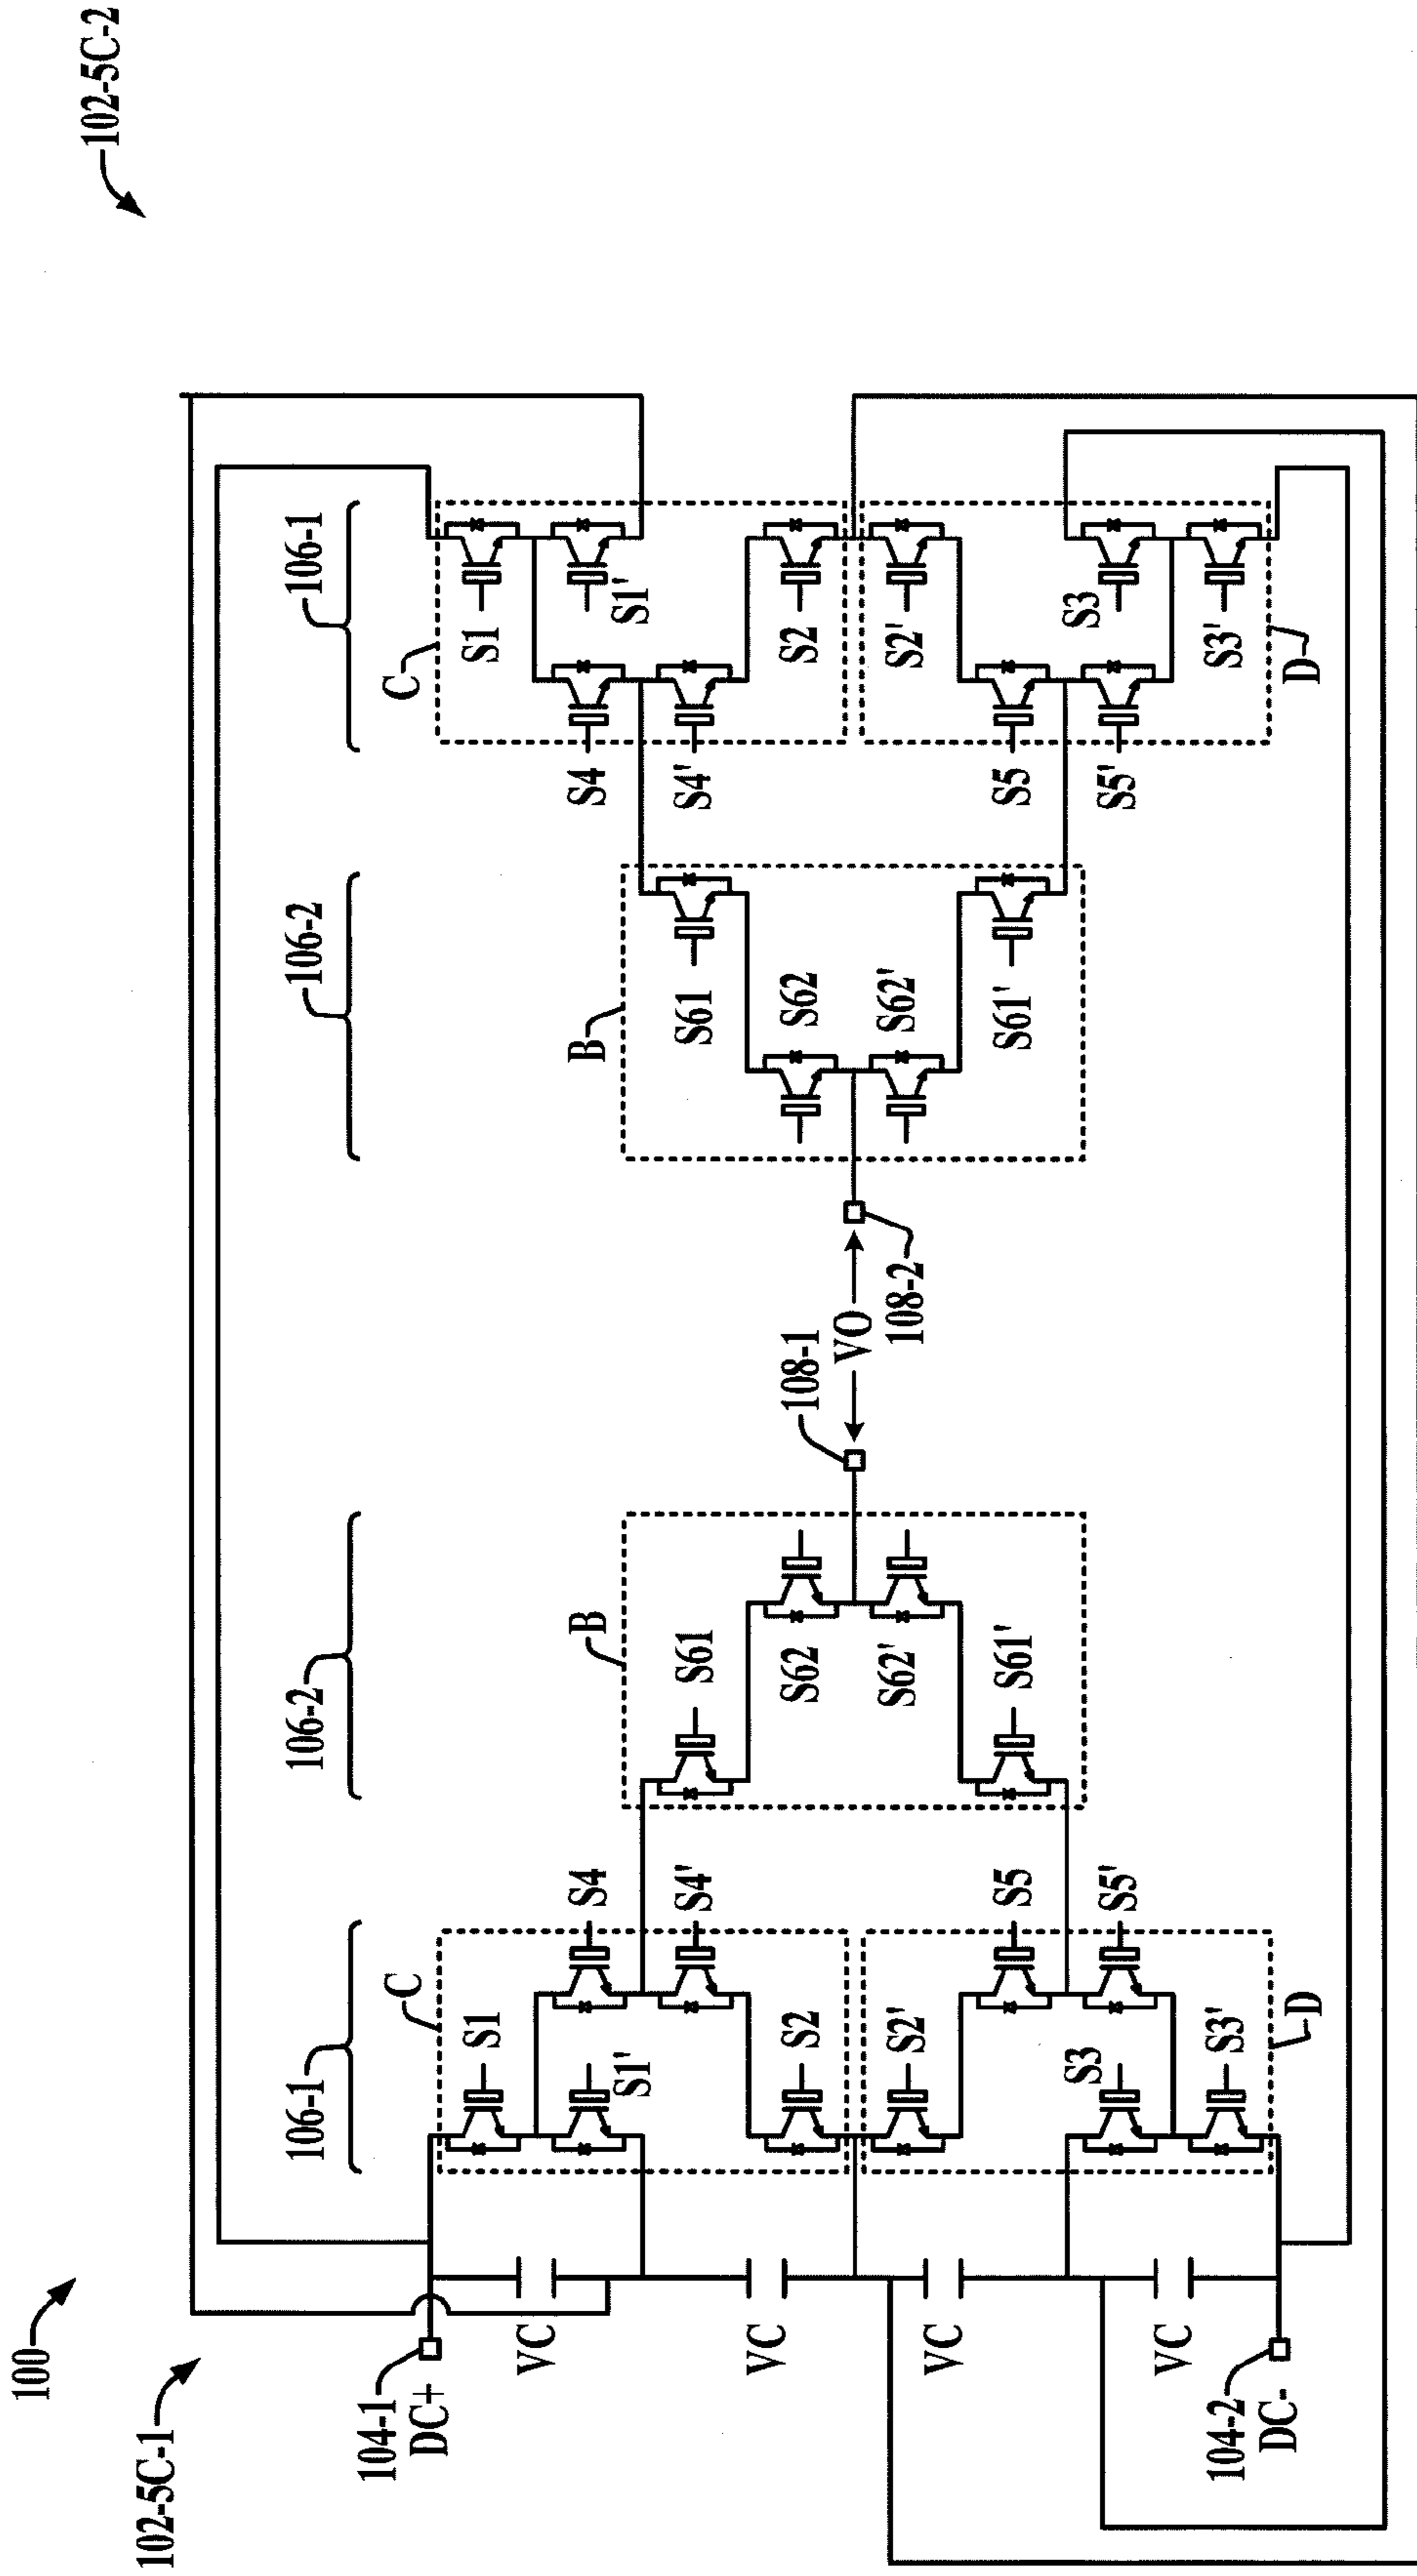 100
102-5C-1
102-5C-2
106-1
106-2
106-2
106-1
C
B
B
C
104-1
DC+
VC
VC
VC
VC
104-2
DC-
S1
S1'
S4
S4'
S2
S2'
S5
S3
S5'
S3'
D
S61
S62
S62'
S61'
108-1
VO
108-2
S61
S62
S62'
S61'
S4
S4'
S5
S5'
S1
S1'
S2
S2'
S3
S3'
D